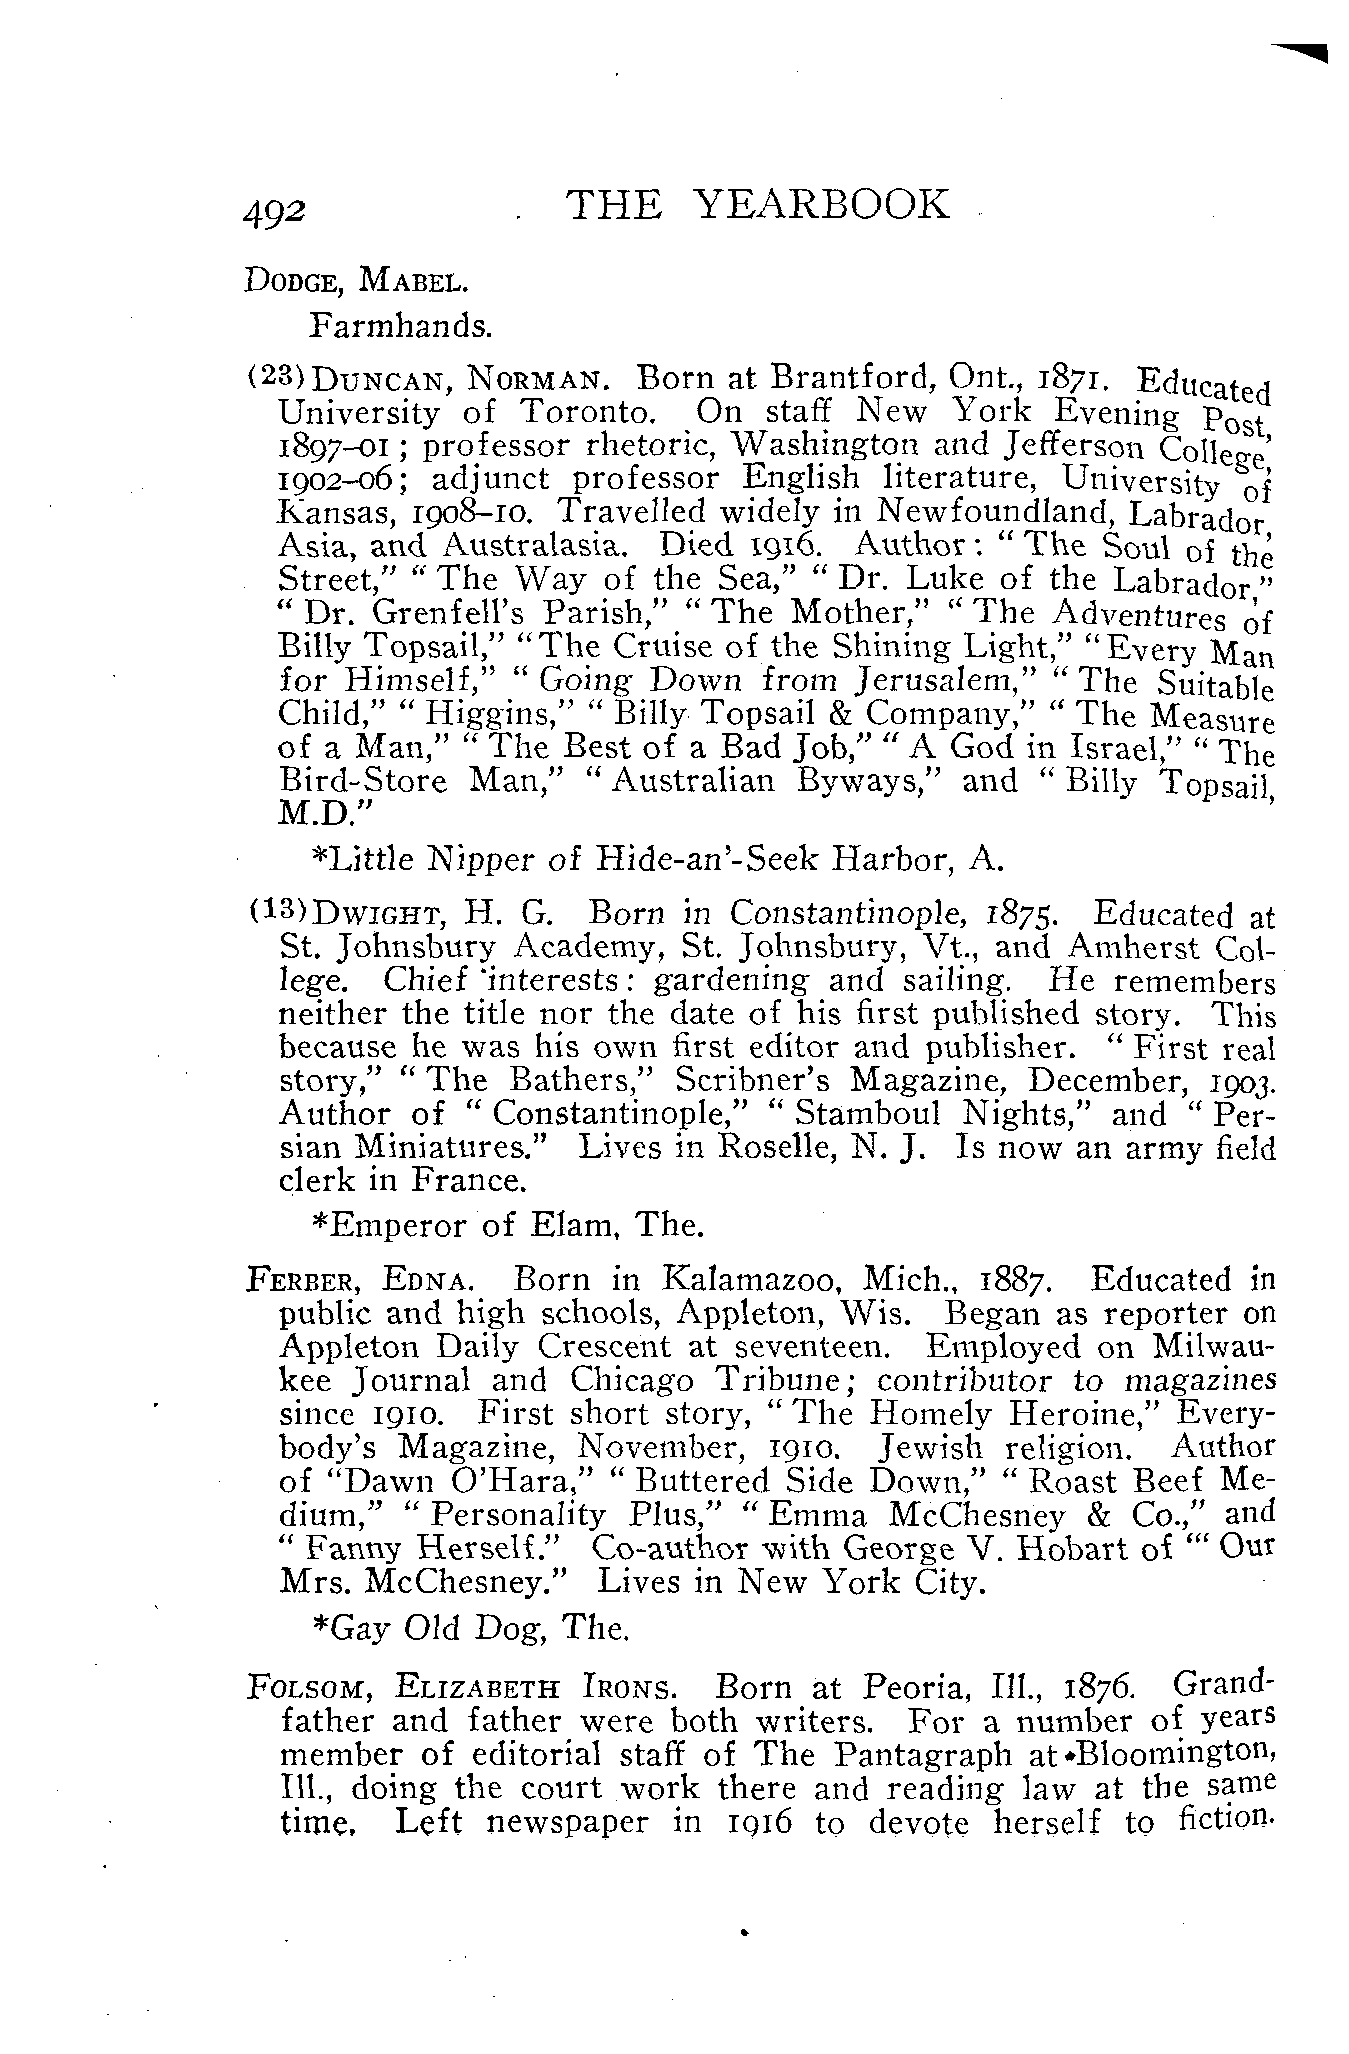 492 THE YEARBOOK
DODGE, MABEL.
Farmhands.
(23) DUNCAN, NORMAN. Born at Brantford, Ont., 1871. Educated
University of Toronto. On staff New York Evening Post,
1897–01; professor rhetoric, Washington and Jefferson College,
1902–06; adjunct professor English literature, University of
Kansas, 1908–10. Travelled widely in Newfoundland, Labrador,
Asia, and Australasia. Died 1916. Author: “The Soul of the
Street,” “The Way of the Sea,” “Dr. Luke of the Labrador,”
“Dr. Grenfell’s Parish,” “The Mother,” “The Adventures of
Billy Topsail,” “The Cruise of the Shining Light,” “Every Man
for Himself,” “Going Down from Jerusalem,” “The Suitable
Child,” “Higgins,” “Billy Topsail & Company,” “The Measure
of a Man,” “The Best of a Bad Job,” “A God in Israel,” “The
Bird-Store Man,” “Australian Byways,” and “Billy Topsail,
M.D.”
*Little Nipper of Hide-an’-Seek Harbor, A.
(13) DWIGHT, H. G. Born in Constantinople, 1875. Educated at
St. Johnsbury Academy, St. Johnsbury, Vt., and Amherst Col-
lege. Chief interests: gardening and sailing. He remembers
neither the title nor the date of his first published story. This
because he was his own first editor and publisher. “First real
story,” “The Bathers,” Scribner’s Magazine, December, 1903.
Author of “Constantinople,” “Stamboul Nights,” and “Per-
sian Miniatures.” Lives in Roselle, N. J. Is now an army field
clerk in France.
*Emperor of Elam, The.
FERBER, EDNA. Born in Kalamazoo, Mich., 1887. Educated in
public and high schools, Appleton, Wis. Began as reporter on
Appleton Daily Crescent at seventeen. Employed on Milwau-
kee Journal and Chicago Tribune; contributor to magazines
since 1910. First short story, “The Homely Heroine,” Every-
body’s Magazine, November, 1910. Jewish religion. Author
of “Dawn O’Hara,” “Buttered Side Down,” “Roast Beef Me-
dium,” “Personality Plus,” “Emma McChesney & Co.,” and
“Fanny Herself.” Co-author with George V. Hobart of “‘Our
Mrs. McChesney.” Lives in New York City.
*Gay Old Dog, The.
FOLSOM, ELIZABETH IRONS. Born at Peoria, Ill., 1876. Grand-
father and father were both writers. For a number of years
member of editorial staff of The Pantagraph at Bloomington,
Ill., doing the court work there and reading law at the same
time. Left newspaper in 1916 to devote herself to fiction.